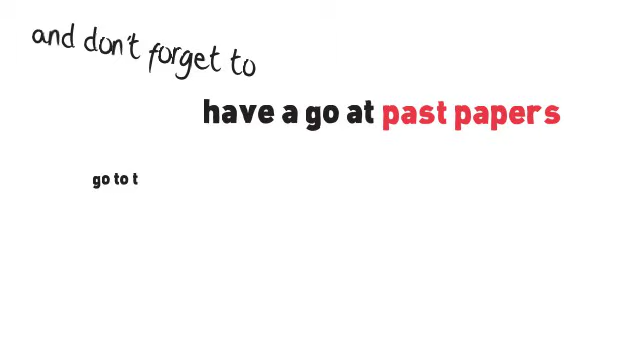 and don't forget to
have a go at past papers
go to t